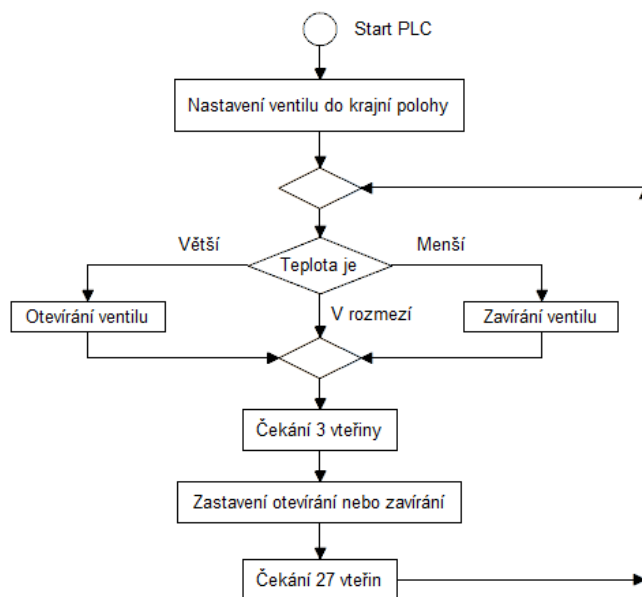 Start PLC
Nastavení ventilu do krajní polohy
Větší
Menší
Teplota je
Otevírání ventilu
V rozmezí
Zavírání ventilu
Čekání 3 vteřiny
Zastavení otevírání nebo zavírání
Čekání 27 vteřin